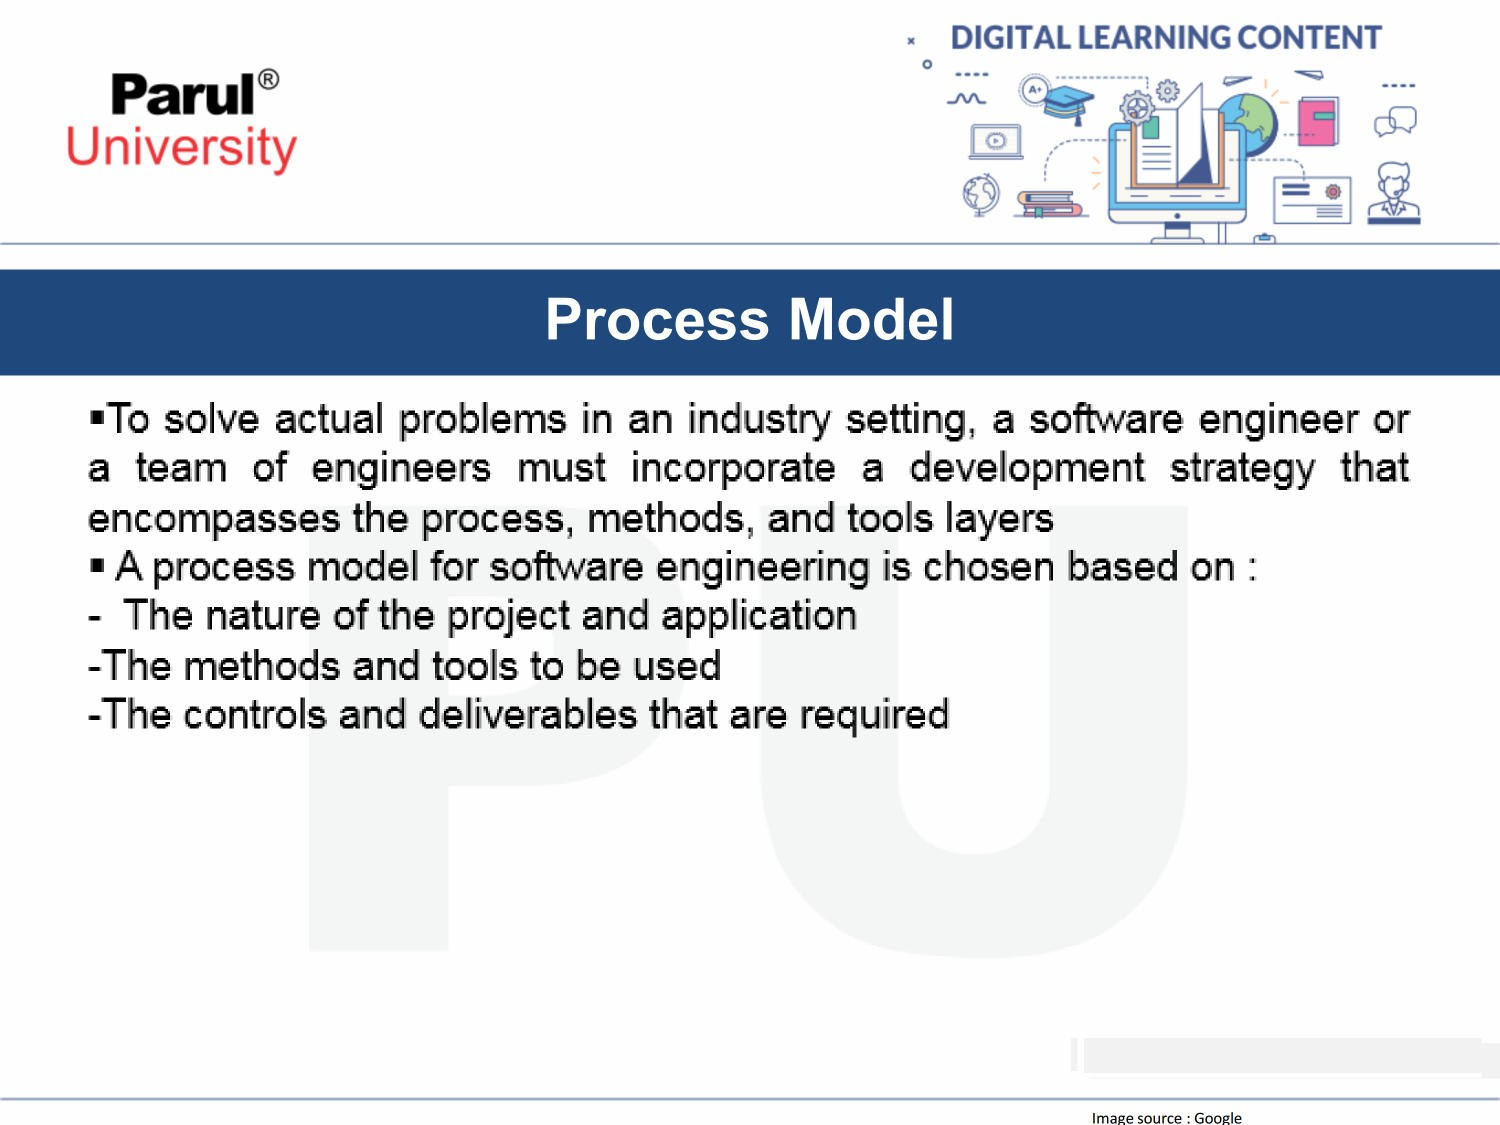 DIGITAL LEARNING CONTENT
Parul®
University
A+
Process Model
▪To solve actual problems in an industry setting, a software engineer or
a team of engineers must incorporate a development strategy that
encompasses the process, methods, and tools layers
▪ A process model for software engineering is chosen based on :
- The nature of the project and application
-The methods and tools to be used
-The controls and deliverables that are required
PU
Image source : Google